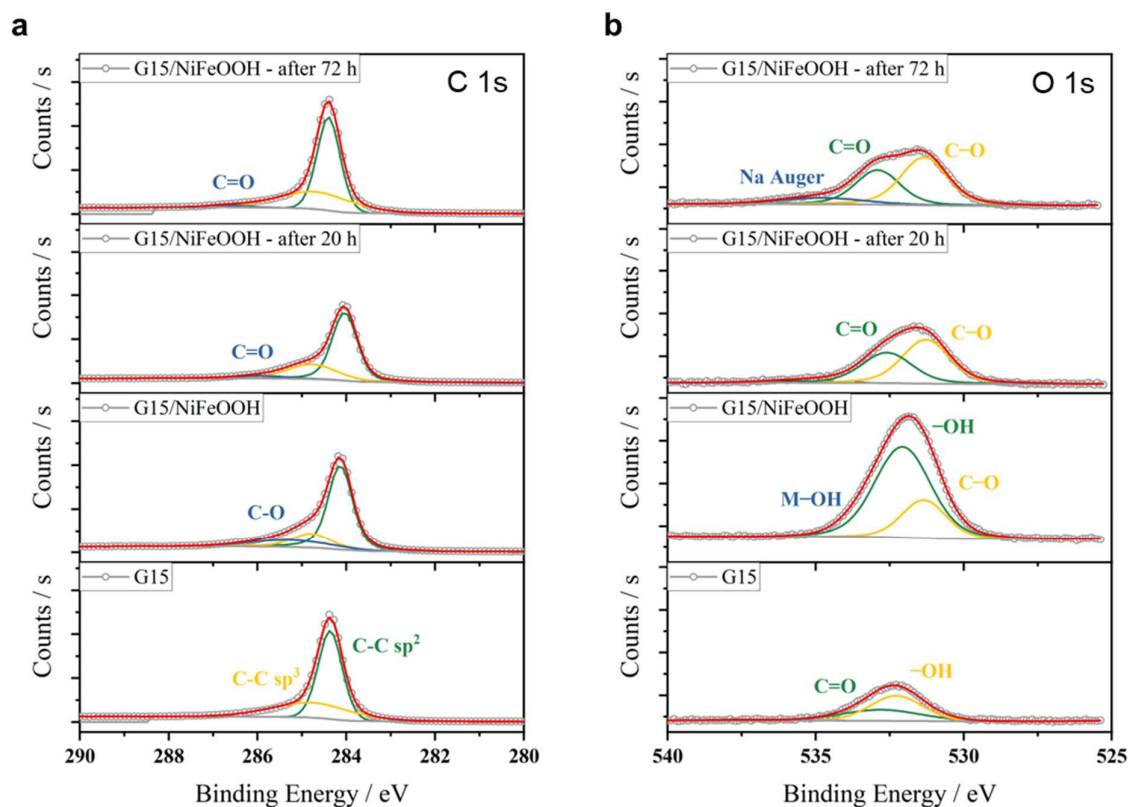 a
G15/NiFeOOH - after 72 h
C 1s
Counts / s
C=O
G15/NiFeOOH - after 20 h
Counts / s
C=O
G15/NiFeOOH
Counts / s
C-O
G15
Counts / s
C-C sp³
C-C sp²
290 288 286 284 282 280
Binding Energy / eV
b
G15/NiFeOOH - after 72 h
O 1s
Counts / s
C=O
C−O
Na Auger
G15/NiFeOOH - after 20 h
Counts / s
C=O
C−O
G15/NiFeOOH
Counts / s
−OH
C−O
M−OH
G15
Counts / s
C=O
−OH
540 535 530 525
Binding Energy / eV